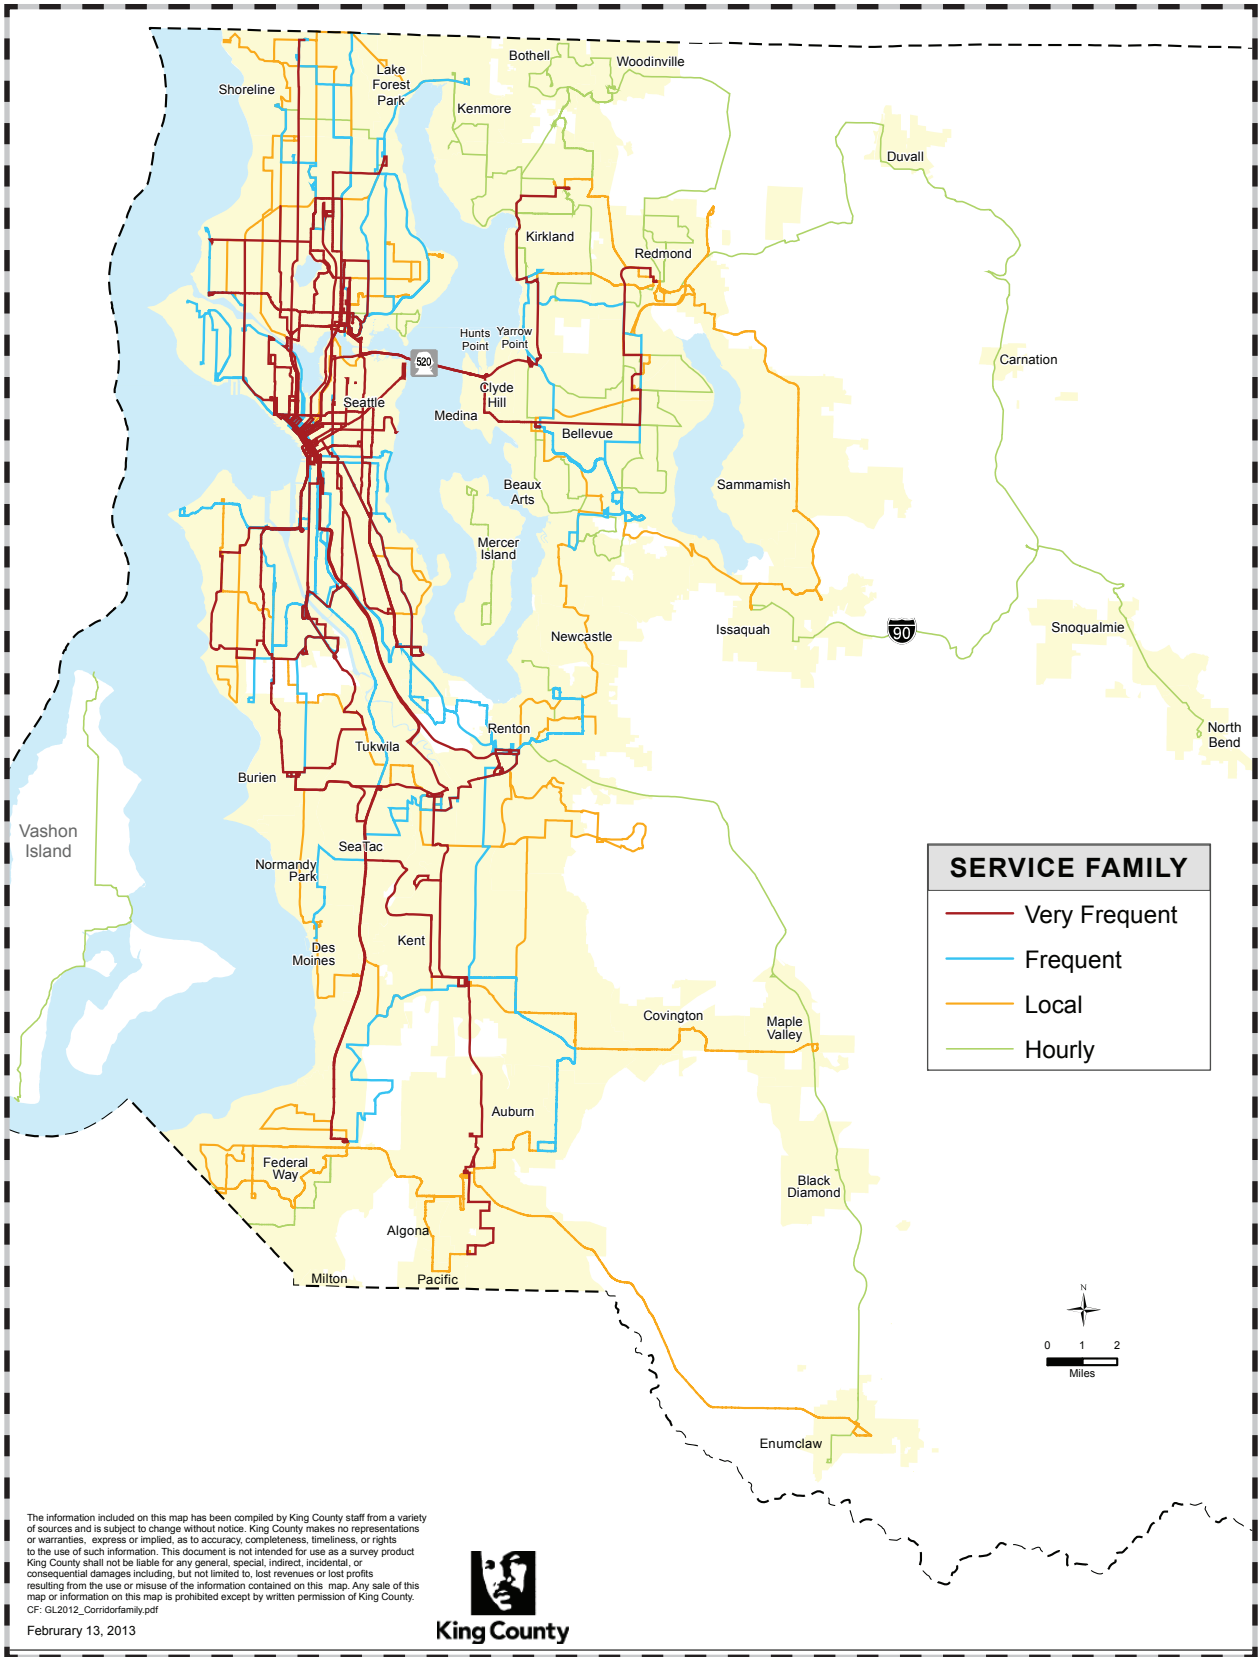 Bothell
Woodinville
Lake
Forest
Park
Shoreline
Kenmore
Duvall
Kirkland
Redmond
Hunts
Point
Yarrow
Point
520
Carnation
Clyde
Hill
Seattle
Medina
Bellevue
Beaux
Arts
Sammamish
Mercer
Island
Newcastle
Issaquah
90
Snoqualmie
North
Bend
Renton
Tukwila
Burien
Vashon
Island
SeaTac
Normandy
Park
SERVICE FAMILY
Very Frequent
Frequent
Local
Hourly
Kent
Des
Moines
Covington
Maple
Valley
Auburn
Federal
Way
Black
Diamond
Algona
Milton
Pacific
N
0 1 2
Miles
Enumclaw
The information included on this map has been compiled by King County staff from a variety
of sources and is subject to change without notice. King County makes no representations
or warranties, express or implied, as to accuracy, completeness, timeliness, or rights
to the use of such information. This document is not intended for use as a survey product
King County shall not be liable for any general, special, indirect, incidental, or
consequential damages including, but not limited to, lost revenues or lost profits
resulting from the use or misuse of the information contained on this map. Any sale of this
map or information on this map is prohibited except by written permission of King County.
CF: GL2012_Corridorfamily.pdf
Februrary 13, 2013
King County